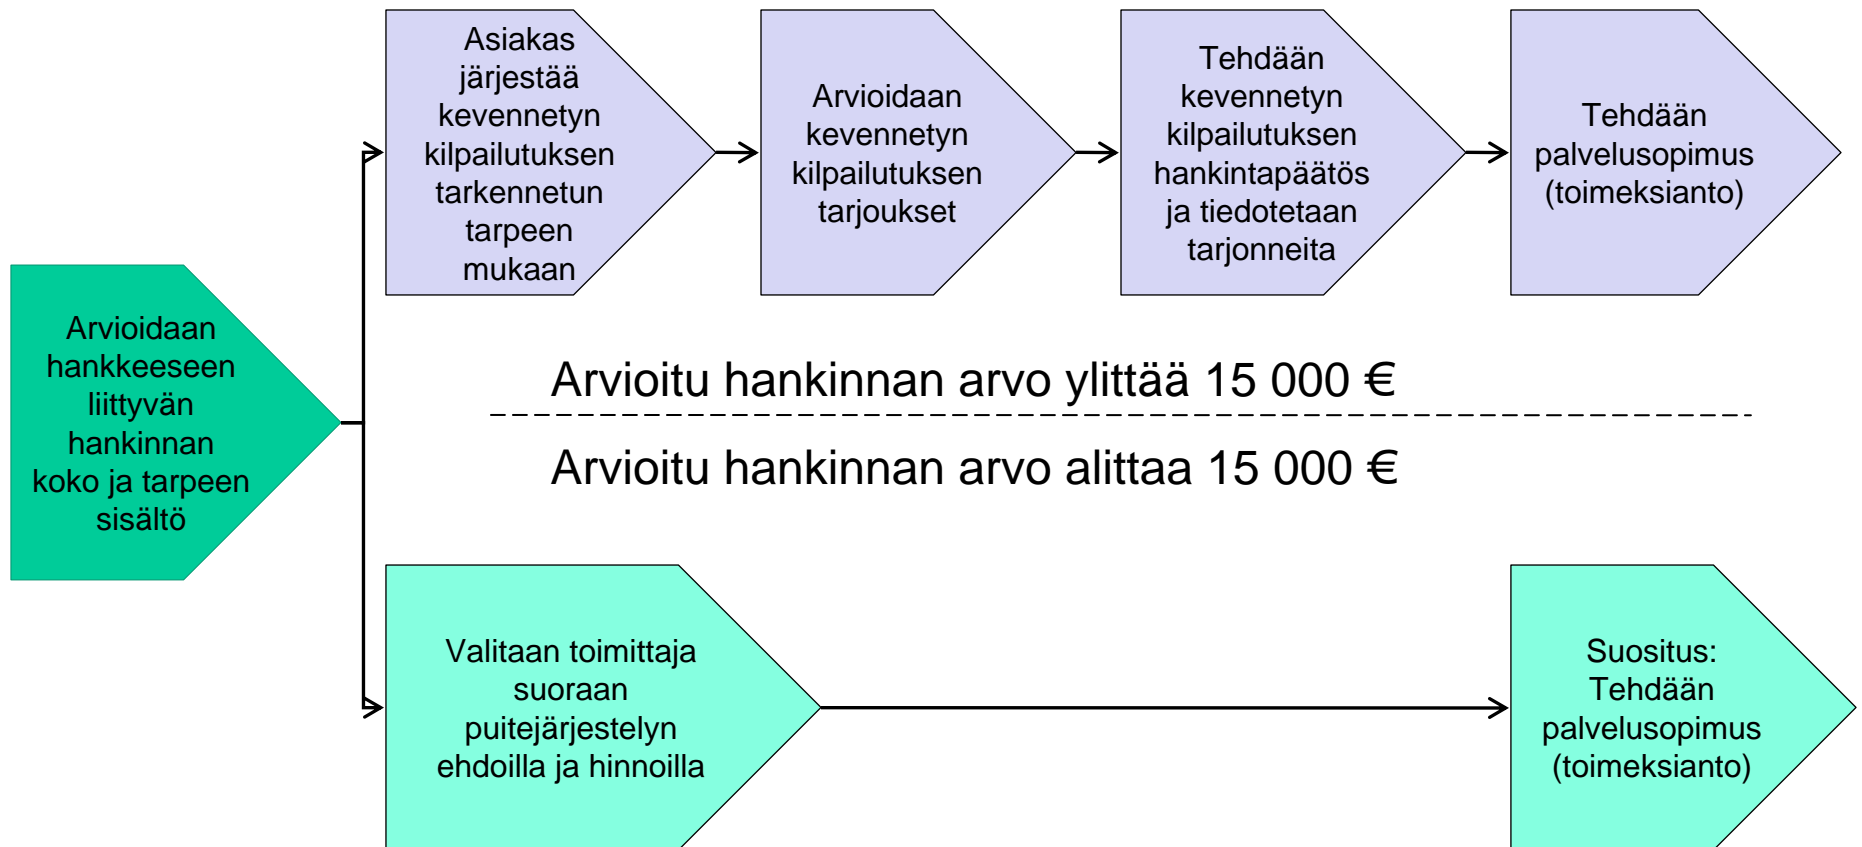 Arvioidaan
hankkeeseen
liittyvän
hankinnan
koko ja tarpeen
sisältö
Asiakas
järjestää
kevennetyn
kilpailutuksen
tarkennetun
tarpeen
mukaan
Arvioidaan
kevennetyn
kilpailutuksen
tarjoukset
Tehdään
kevennetyn
kilpailutuksen
hankintapäätös
ja tiedotetaan
tarjonneita
Tehdään
palvelusopimus
(toimeksianto)
Arvioitu hankinnan arvo ylittää 15 000 €
Arvioitu hankinnan arvo alittaa 15 000 €
Valitaan toimittaja
suoraan
puitejärjestelyn
ehdoilla ja hinnoilla
Suositus:
Tehdään
palvelusopimus
(toimeksianto)